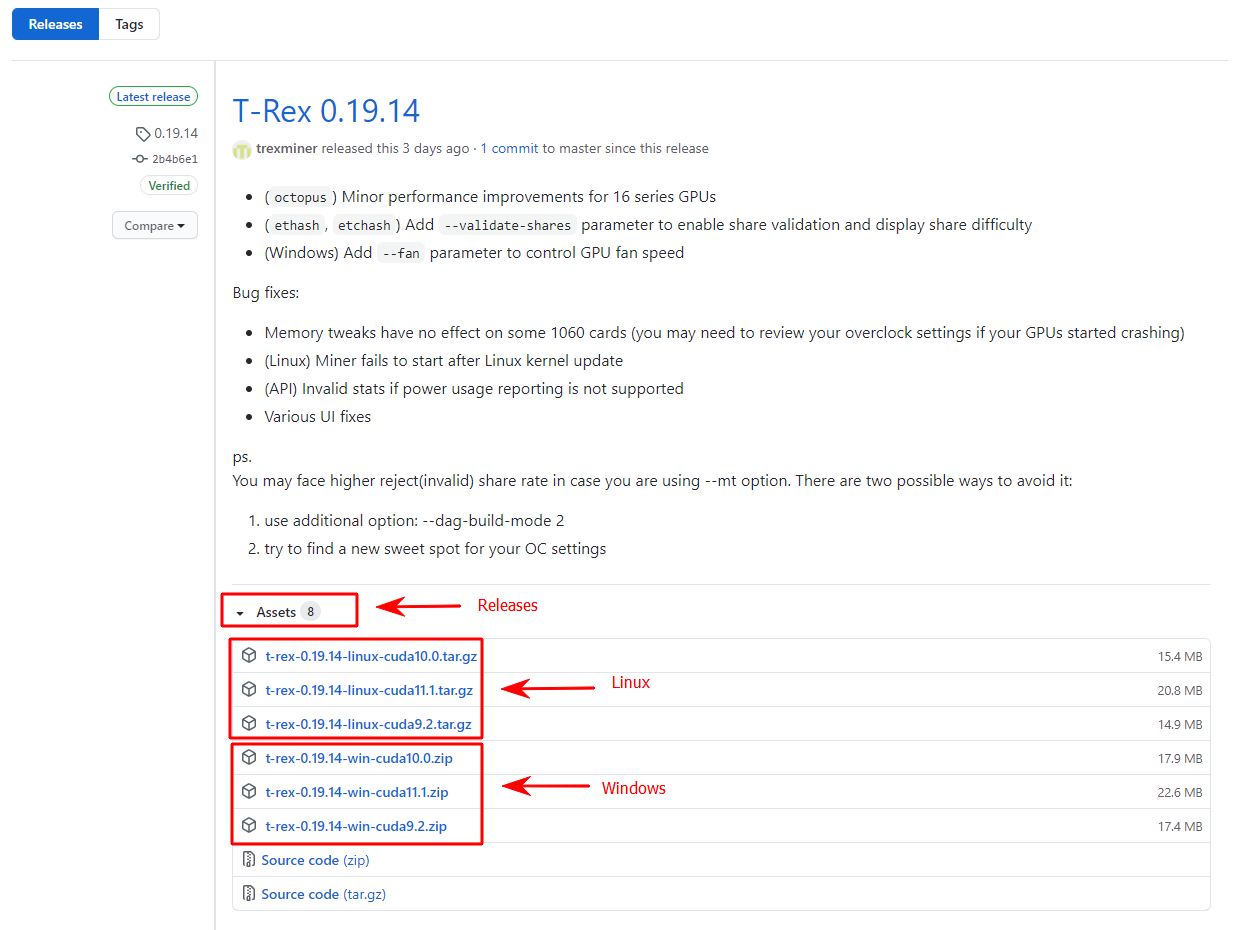 Releases Tags
Latest release
0.19.14
2b4b6e1
Verified
Compare
T-Rex 0.19.14
trexminer released this 3 days ago · 1 commit to master since this release
( octopus ) Minor performance improvements for 16 series GPUs
( ethash , etchash ) Add --validate-shares parameter to enable share validation and display share difficulty
(Windows) Add --fan parameter to control GPU fan speed
Bug fixes:
Memory tweaks have no effect on some 1060 cards (you may need to review your overclock settings if your GPUs started crashing)
(Linux) Miner fails to start after Linux kernel update
(API) Invalid stats if power usage reporting is not supported
Various UI fixes
ps.
You may face higher reject(invalid) share rate in case you are using --mt option. There are two possible ways to avoid it:
1. use additional option: --dag-build-mode 2
2. try to find a new sweet spot for your OC settings
Assets 8 Releases
t-rex-0.19.14-linux-cuda10.0.tar.gz 15.4 MB
t-rex-0.19.14-linux-cuda11.1.tar.gz Linux 20.8 MB
t-rex-0.19.14-linux-cuda9.2.tar.gz 14.9 MB
t-rex-0.19.14-win-cuda10.0.zip 17.9 MB
t-rex-0.19.14-win-cuda11.1.zip Windows 22.6 MB
t-rex-0.19.14-win-cuda9.2.zip 17.4 MB
Source code (zip)
Source code (tar.gz)